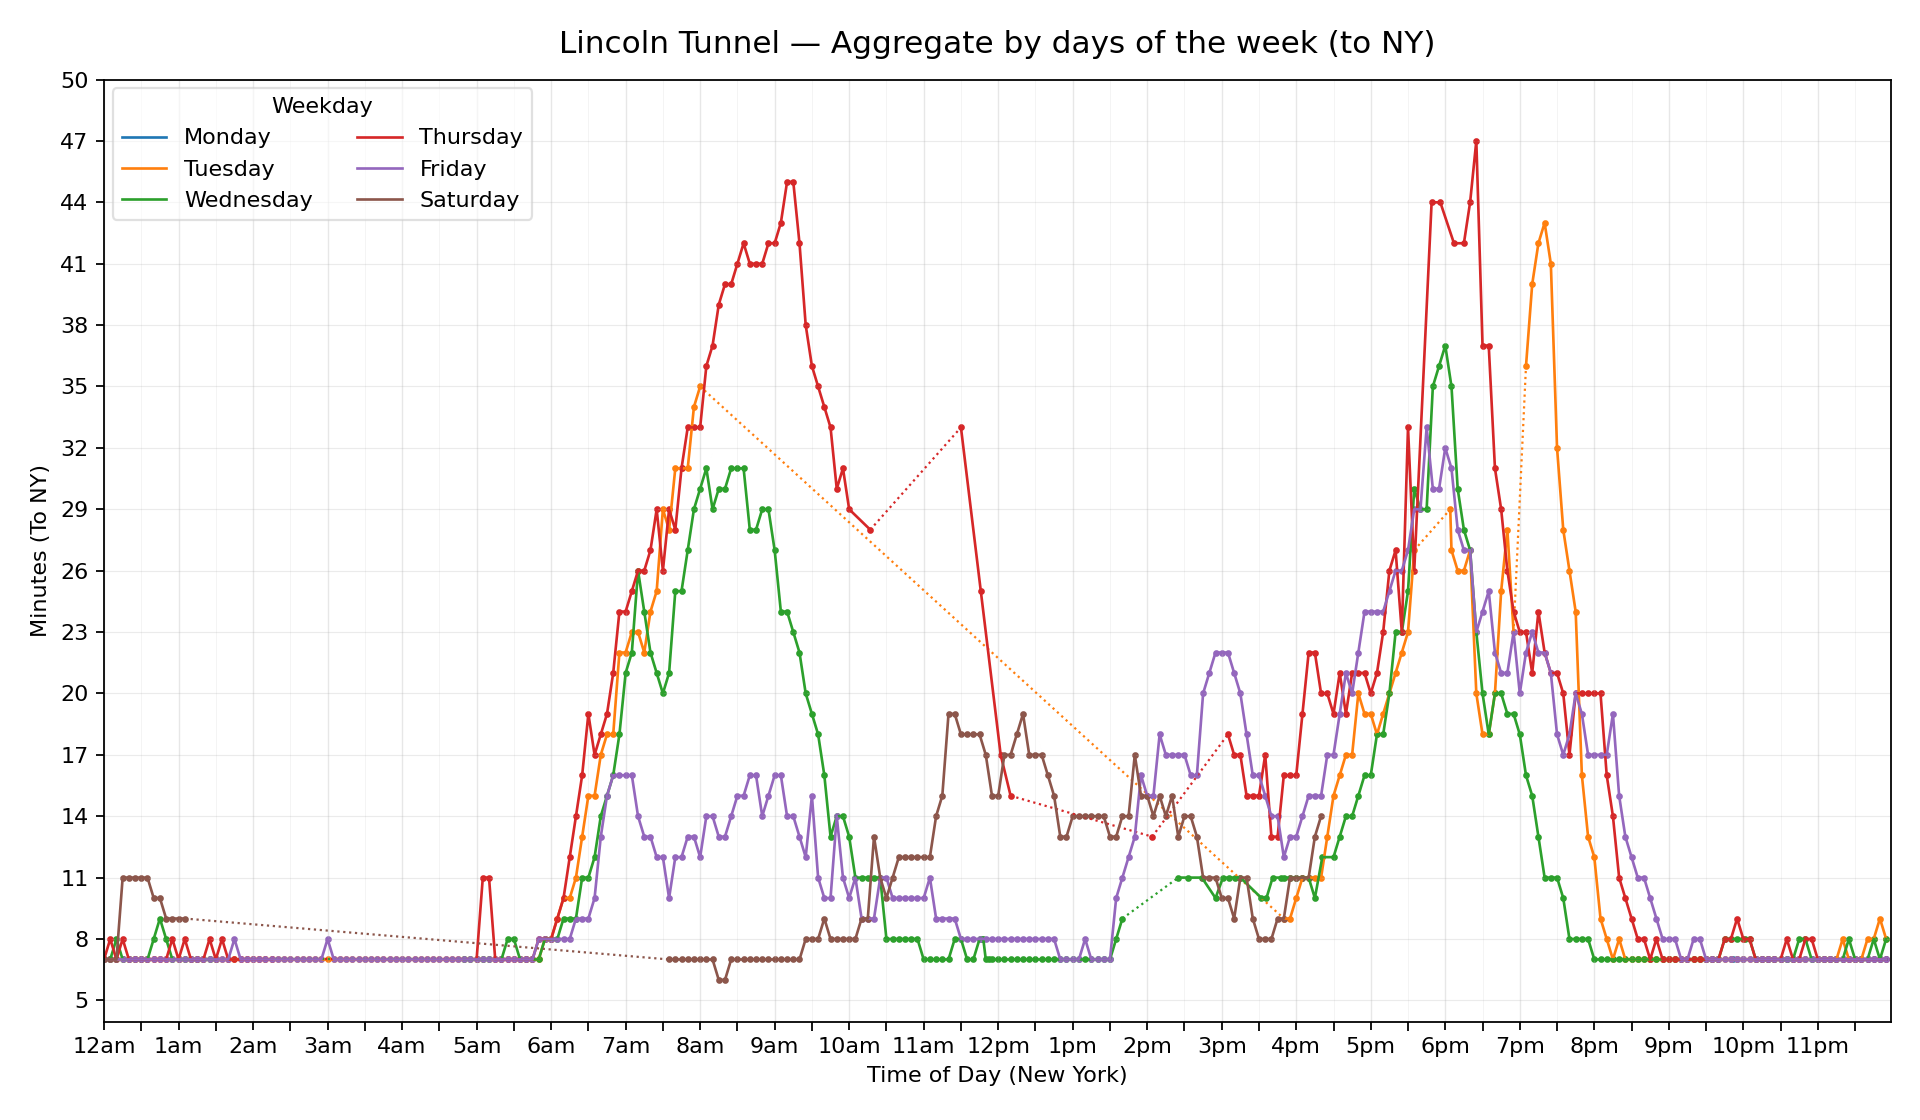 Lincoln Tunnel — Aggregate by days of the week (to NY)
Weekday
Monday
Tuesday
Wednesday
Thursday
Friday
Saturday
Minutes (To NY)
50
47
44
41
38
35
32
29
26
23
20
17
14
11
8
5
12am 1am 2am 3am 4am 5am 6am 7am 8am 9am 10am 11am 12pm 1pm 2pm 3pm 4pm 5pm 6pm 7pm 8pm 9pm 10pm 11pm
Time of Day (New York)